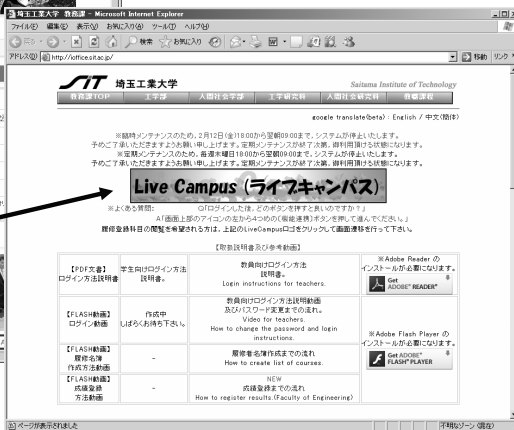 埼玉工業大学 教務課 - Microsoft Internet Explorer
ファイル(F) 編集(E) 表示(V) お気に入り(A) ツール(T) ヘルプ(H)
戻る 検索 お気に入り
アドレス(D) http://ioffice.sit.ac.jp/ 移動 リンク
SIT 埼玉工業大学 Saitama Institute of Technology
教務課TOP 工学部 人間社会学部 工学研究科 人間社会研究科 教職課程
google translate(beta): English / 中文(簡体)
※臨時メンテナンスのため、2月12日(金)18:00から翌朝09:00まで、システムが停止いたします。
予めご了承いただきますようお願い申し上げます。定期メンテナンスが終了次第、御利用頂ける状態になります。
※定期メンテナンスのため、毎週木曜日18:00から翌朝09:00まで、システムが停止いたします。
予めご了承いただきますようお願い申し上げます。定期メンテナンスが終了次第、御利用頂ける状態になります。
Live Campus (ライブキャンパス)
※よくある質問: Q「ログインした後、どのボタンを押すと良いのですか?」
A「画面上部のアイコンの左から4つめの(機能連携)ボタンを押して進んでください。」
履修登録科目の閲覧を希望される方は、上記のLiveCampusロゴをクリックして画面遷移を行って下さい。
【取扱説明書及び参考動画】
【PDF文書】
ログイン方法説明書
学生向けログイン方法
説明書。
教員向けログイン方法
説明書。
Login instructions for teachers.
※Adobe Reader の
インストールが必要になります。
Get
ADOBE® READER®
【FLASH動画】
ログイン動画
作成中
しばらくお待ち下さい。
教員向けログイン方法説明動画
及びパスワード変更までの流れ。
Video for teachers.
How to change the password and login
instructions.
※Adobe Flash Player の
インストールが必要になります。
Get ADOBE®
FLASH® PLAYER
【FLASH動画】
履修名簿
作成方法動画
-
履修者名簿作成までの流れ
How to create list of courses.
【FLASH動画】
成績登録
方法動画
-
NEW
成績登録までの流れ
How to register results.(Faculty of Engineering)
ページが表示されました 不明なゾーン (混在)